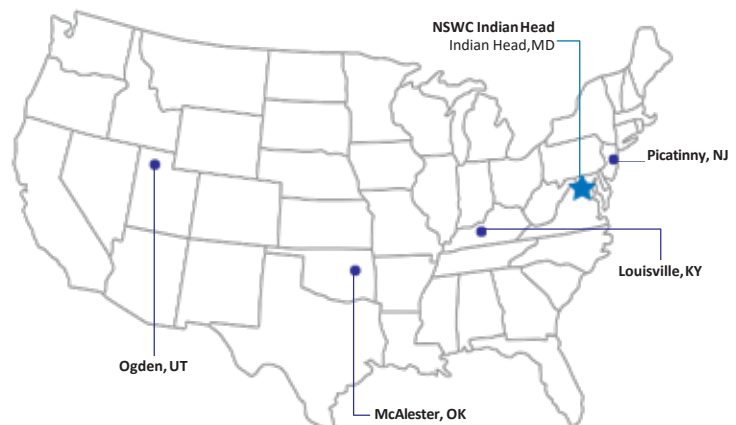 NSWC Indian Head
Indian Head, MD
Picatinny, NJ
Louisville, KY
Ogden, UT
McAlester, OK